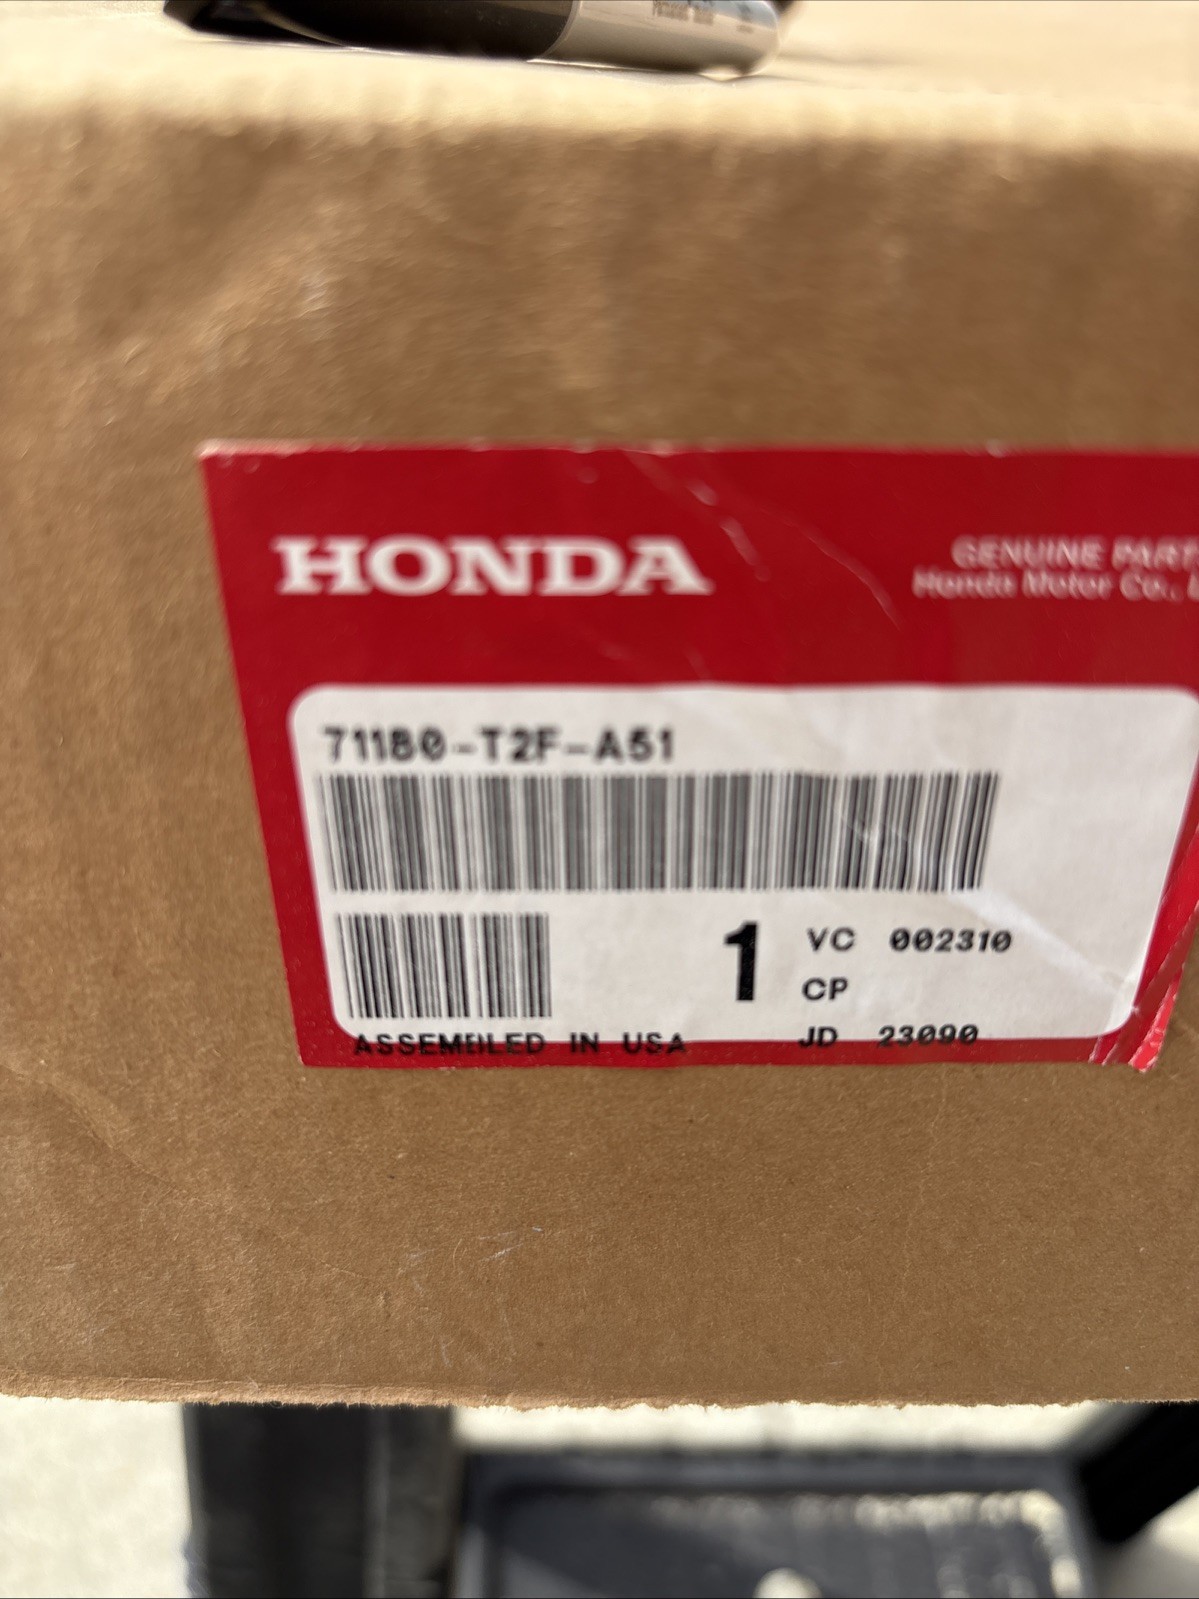 HONDA
GENUINE PART
Honda Motor Co., L
71180-T2F-A51
1
VC 002310
CP
ASSEMBLED IN USA
JD 23090